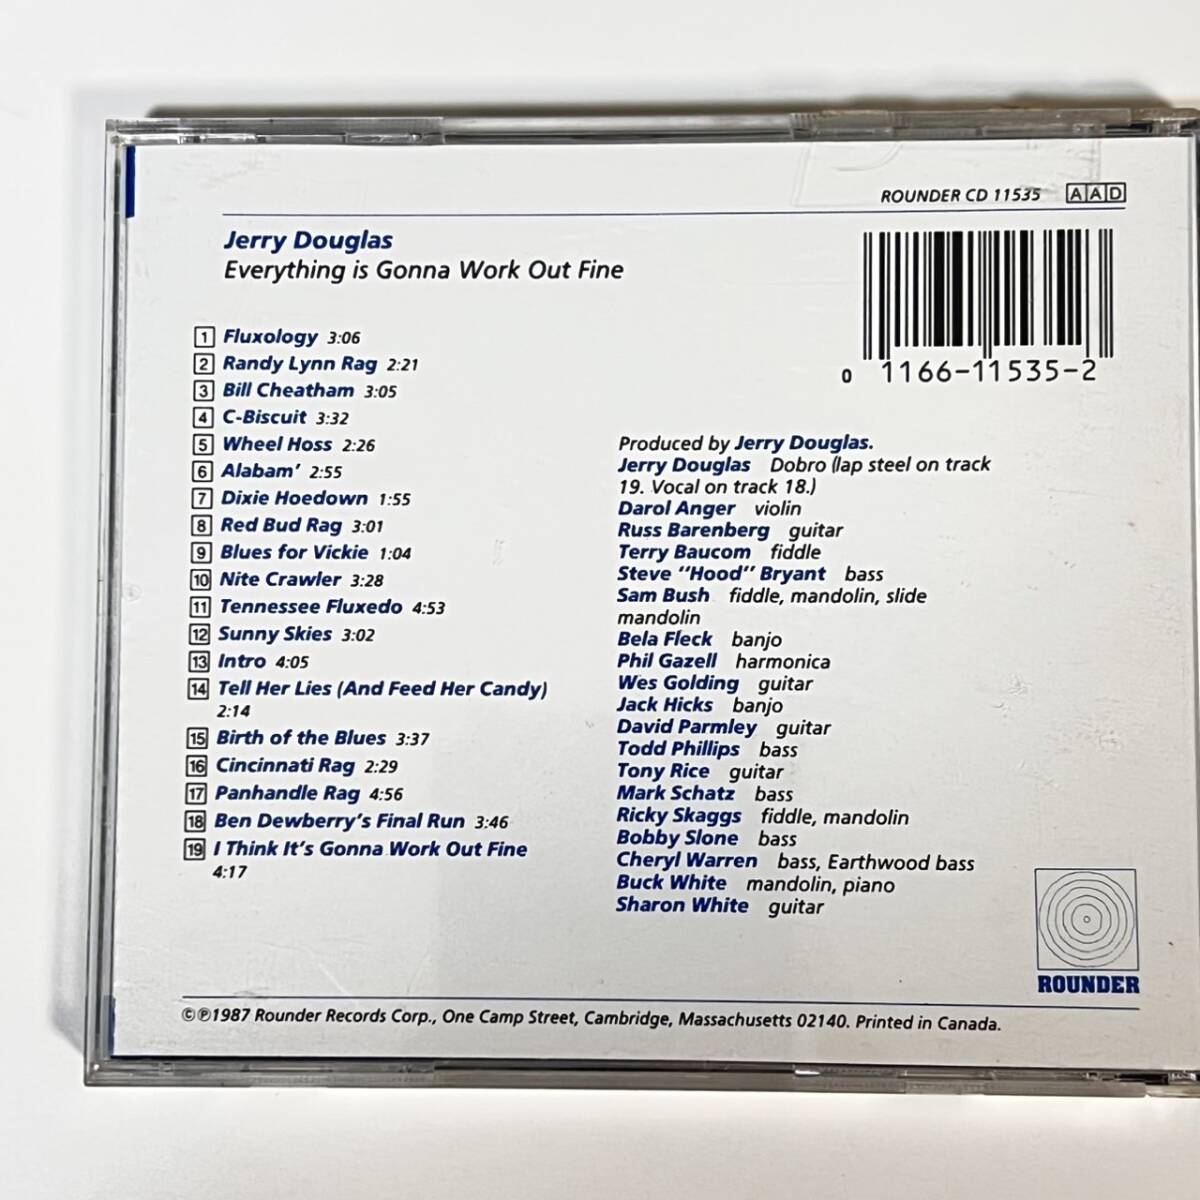 ROUNDER CD 11535 AAD
Jerry Douglas
Everything is Gonna Work Out Fine
0 1166-11535-2
1 Fluxology 3:06
2 Randy Lynn Rag 2:21
3 Bill Cheatham 3:05
4 C-Biscuit 3:32
5 Wheel Hoss 2:26
6 Alabam' 2:55
7 Dixie Hoedown 1:55
8 Red Bud Rag 3:01
9 Blues for Vickie 1:04
10 Nite Crawler 3:28
11 Tennessee Fluxedo 4:53
12 Sunny Skies 3:02
13 Intro 4:05
14 Tell Her Lies (And Feed Her Candy)
2:14
15 Birth of the Blues 3:37
16 Cincinnati Rag 2:29
17 Panhandle Rag 4:56
18 Ben Dewberry's Final Run 3:46
19 I Think It's Gonna Work Out Fine
4:17
Produced by Jerry Douglas.
Jerry Douglas Dobro (lap steel on track
19. Vocal on track 18.)
Darol Anger violin
Russ Barenberg guitar
Terry Baucom fiddle
Steve "Hood" Bryant bass
Sam Bush fiddle, mandolin, slide
mandolin
Bela Fleck banjo
Phil Gazell harmonica
Wes Golding guitar
Jack Hicks banjo
David Parmley guitar
Todd Phillips bass
Tony Rice guitar
Mark Schatz bass
Ricky Skaggs fiddle, mandolin
Bobby Slone bass
Cheryl Warren bass, Earthwood bass
Buck White mandolin, piano
Sharon White guitar
ROUNDER
©℗1987 Rounder Records Corp., One Camp Street, Cambridge, Massachusetts 02140. Printed in Canada.